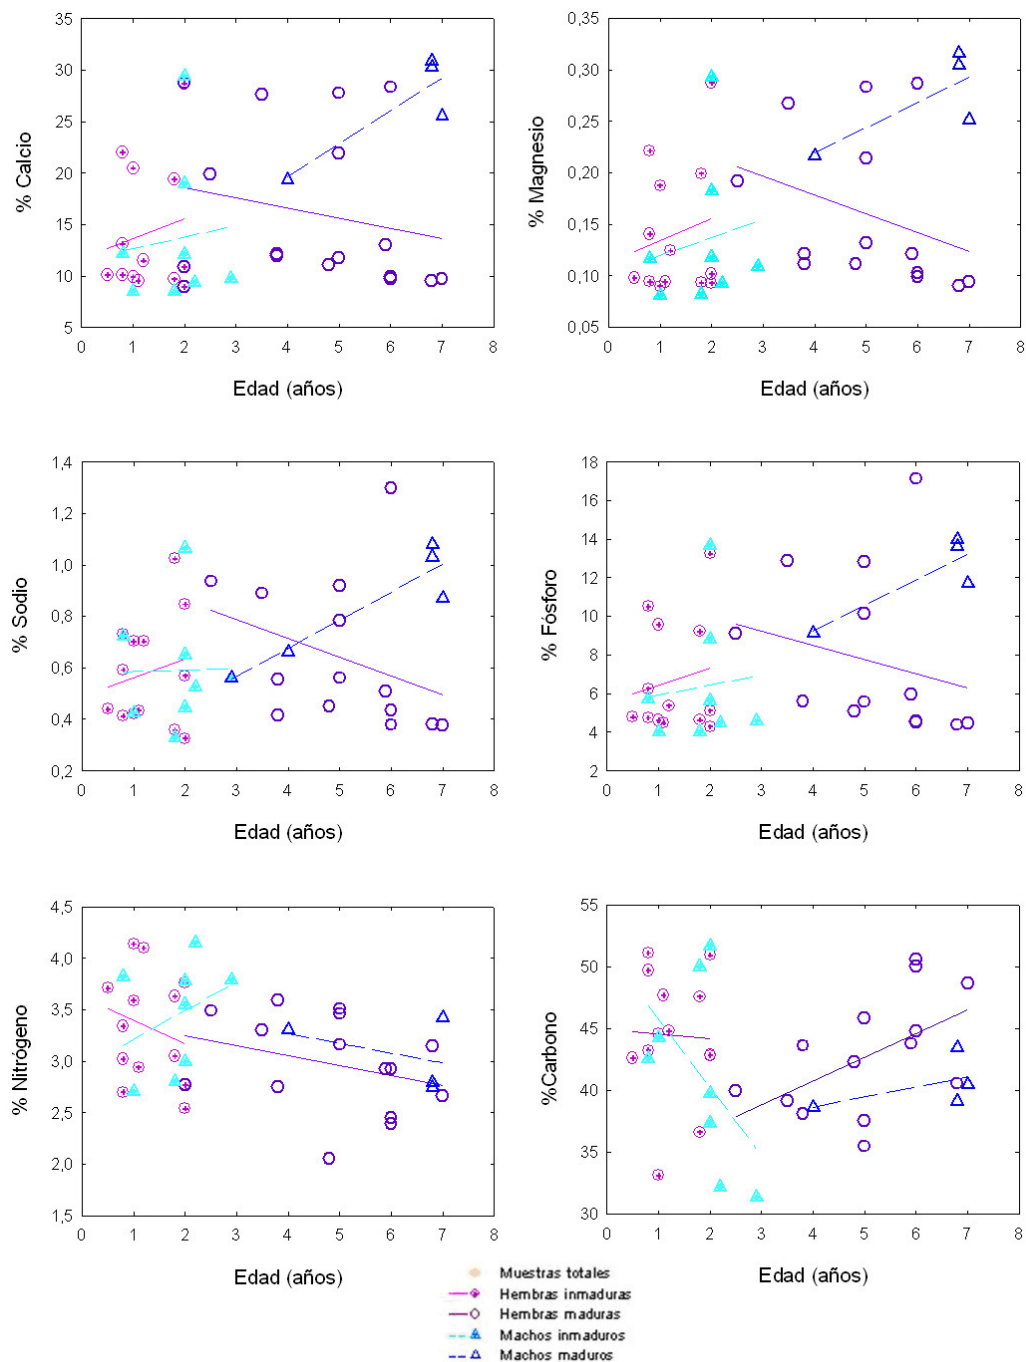 35
30
25
20
15
10
5
% Calcio
0 1 2 3 4 5 6 7 8
Edad (años)
0,35
0,30
0,25
0,20
0,15
0,10
0,05
% Magnesio
0 1 2 3 4 5 6 7 8
Edad (años)
1,4
1,2
1,0
0,8
0,6
0,4
0,2
% Sodio
0 1 2 3 4 5 6 7 8
Edad (años)
18
16
14
12
10
8
6
4
2
% Fósforo
0 1 2 3 4 5 6 7 8
Edad (años)
4,5
4,0
3,5
3,0
2,5
2,0
1,5
% Nitrógeno
0 1 2 3 4 5 6 7 8
Edad (años)
55
50
45
40
35
30
%Carbono
0 1 2 3 4 5 6 7 8
Edad (años)
Muestras totales
Hembras inmaduras
Hembras maduras
Machos inmaduros
Machos maduros